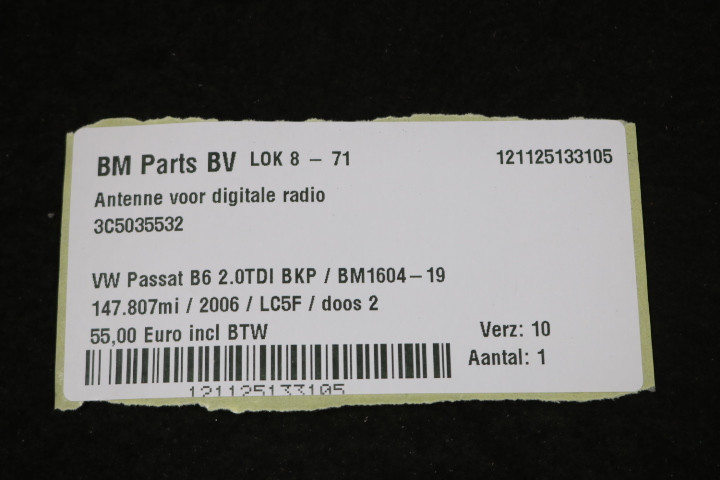 BM Parts BV LOK 8 - 71 121125133105
Antenne voor digitale radio
3C5035532
VW Passat B6 2.0TDI BKP / BM1604-19
147.807mi / 2006 / LC5F / doos 2
55,00 Euro incl BTW Verz: 10
Aantal: 1
121125133105